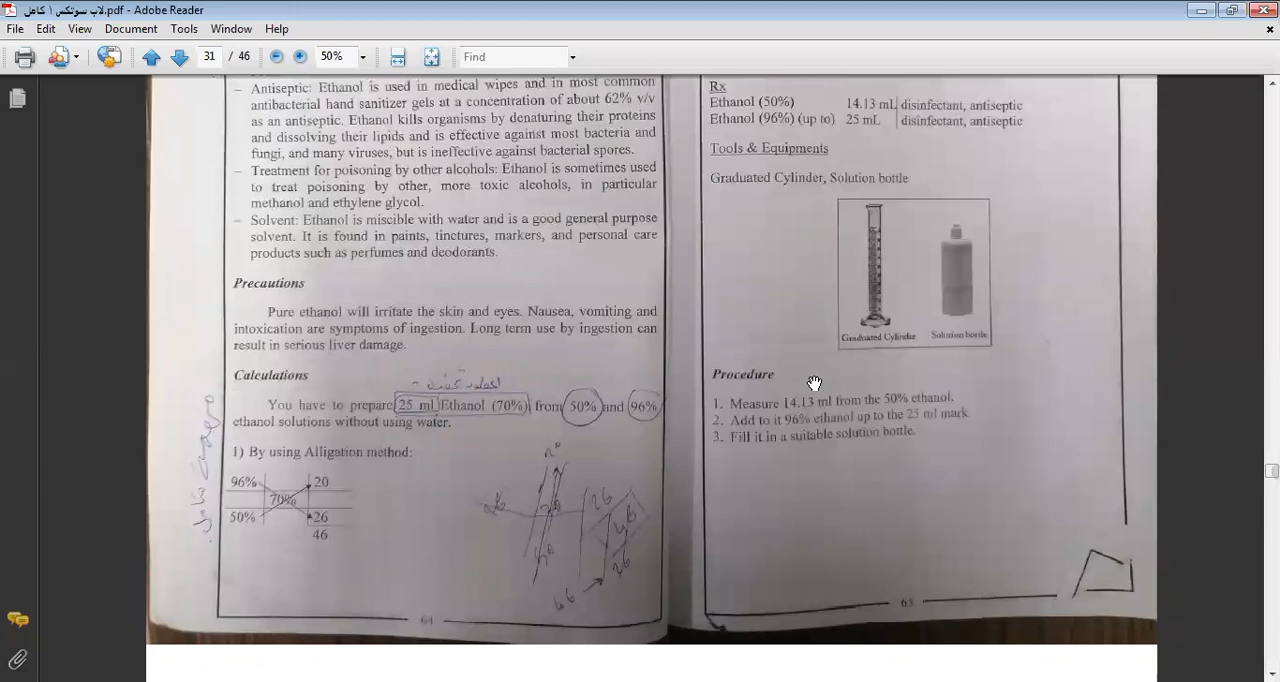 لاب سوتكس ١ كامل.pdf - Adobe Reader
File Edit View Document Tools Window Help
31 / 46 50% Find
– Antiseptic: Ethanol is used in medical wipes and in most common
antibacterial hand sanitizer gels at a concentration of about 62% v/v
as an antiseptic. Ethanol kills organisms by denaturing their proteins
and dissolving their lipids and is effective against most bacteria and
fungi, and many viruses, but is ineffective against bacterial spores.
– Treatment for poisoning by other alcohols: Ethanol is sometimes used
to treat poisoning by other, more toxic alcohols, in particular
methanol and ethylene glycol.
– Solvent: Ethanol is miscible with water and is a good general purpose
solvent. It is found in paints, tinctures, markers, and personal care
products such as perfumes and deodorants.
Precautions
Pure ethanol will irritate the skin and eyes. Nausea, vomiting and
intoxication are symptoms of ingestion. Long term use by ingestion can
result in serious liver damage.
Calculations
You have to prepare 25 ml Ethanol (70%) from 50% and 96%
ethanol solutions without using water.
1) By using Alligation method:
96% 20
70%
50% 26
46
26
46
64
Rx
Ethanol (50%) 14.13 mL disinfectant, antiseptic
Ethanol (96%) (up to) 25 mL disinfectant, antiseptic
Tools & Equipments
Graduated Cylinder, Solution bottle
Graduated Cylinder Solution bottle
Procedure
1. Measure 14.13 ml from the 50% ethanol.
2. Add to it 96% ethanol up to the 25 ml mark
3. Fill it in a suitable solution bottle.
65